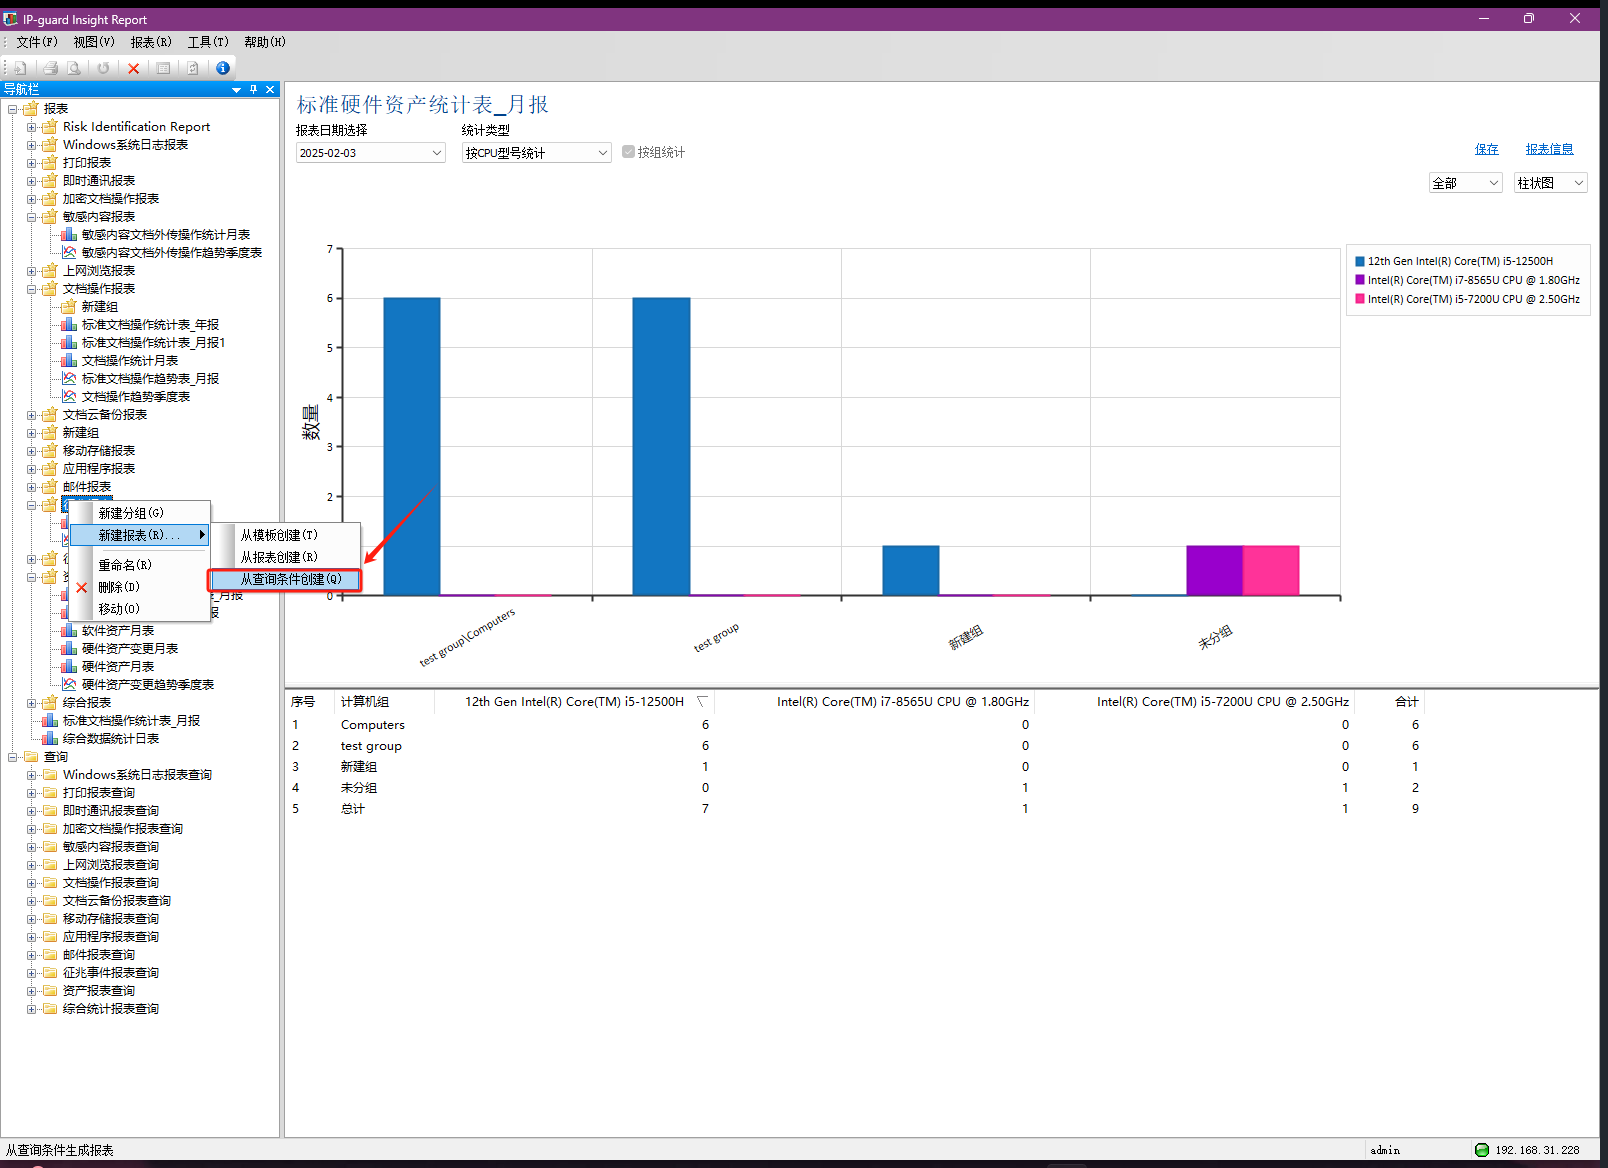 IP-guard Insight Report
文件(F) 视图(V) 报表(R) 工具(T) 帮助(H)
导航栏
报表
Risk Identification Report
Windows系统日志报表
打印报表
即时通讯报表
加密文档操作报表
敏感内容报表
敏感内容文档外传操作统计月表
敏感内容文档外传操作趋势季度表
上网浏览报表
文档操作报表
新建组
标准文档操作统计表_年报
标准文档操作统计表_月报1
文档操作统计月表
标准文档操作趋势表_月报
文档操作趋势季度表
文档云备份报表
新建组
移动存储报表
应用程序报表
邮件报表
新建分组(G)
新建报表(R)...
重命名(R)
删除(D)
移动(O)
从模板创建(T)
从报表创建(R)
从查询条件创建(Q)
_月报
报
软件资产月表
硬件资产变更月表
硬件资产月表
硬件资产变更趋势季度表
综合报表
标准文档操作统计表_月报
综合数据统计日表
查询
Windows系统日志报表查询
打印报表查询
即时通讯报表查询
加密文档操作报表查询
敏感内容报表查询
上网浏览报表查询
文档操作报表查询
文档云备份报表查询
移动存储报表查询
应用程序报表查询
邮件报表查询
征兆事件报表查询
资产报表查询
综合统计报表查询
标准硬件资产统计表_月报
报表日期选择 统计类型
2025-02-03 按CPU型号统计 按组统计
保存 报表信息
全部 柱状图
7
6
5
4
3
2
0
数量
test group\Computers
test group
新建组
未分组
12th Gen Intel(R) Core(TM) i5-12500H
Intel(R) Core(TM) i7-8565U CPU @ 1.80GHz
Intel(R) Core(TM) i5-7200U CPU @ 2.50GHz
序号 计算机组 12th Gen Intel(R) Core(TM) i5-12500H Intel(R) Core(TM) i7-8565U CPU @ 1.80GHz Intel(R) Core(TM) i5-7200U CPU @ 2.50GHz 合计
1 Computers 6 0 0 6
2 test group 6 0 0 6
3 新建组 1 0 0 1
4 未分组 0 1 1 2
5 总计 7 1 1 9
从查询条件生成报表
admin
192.168.31.228